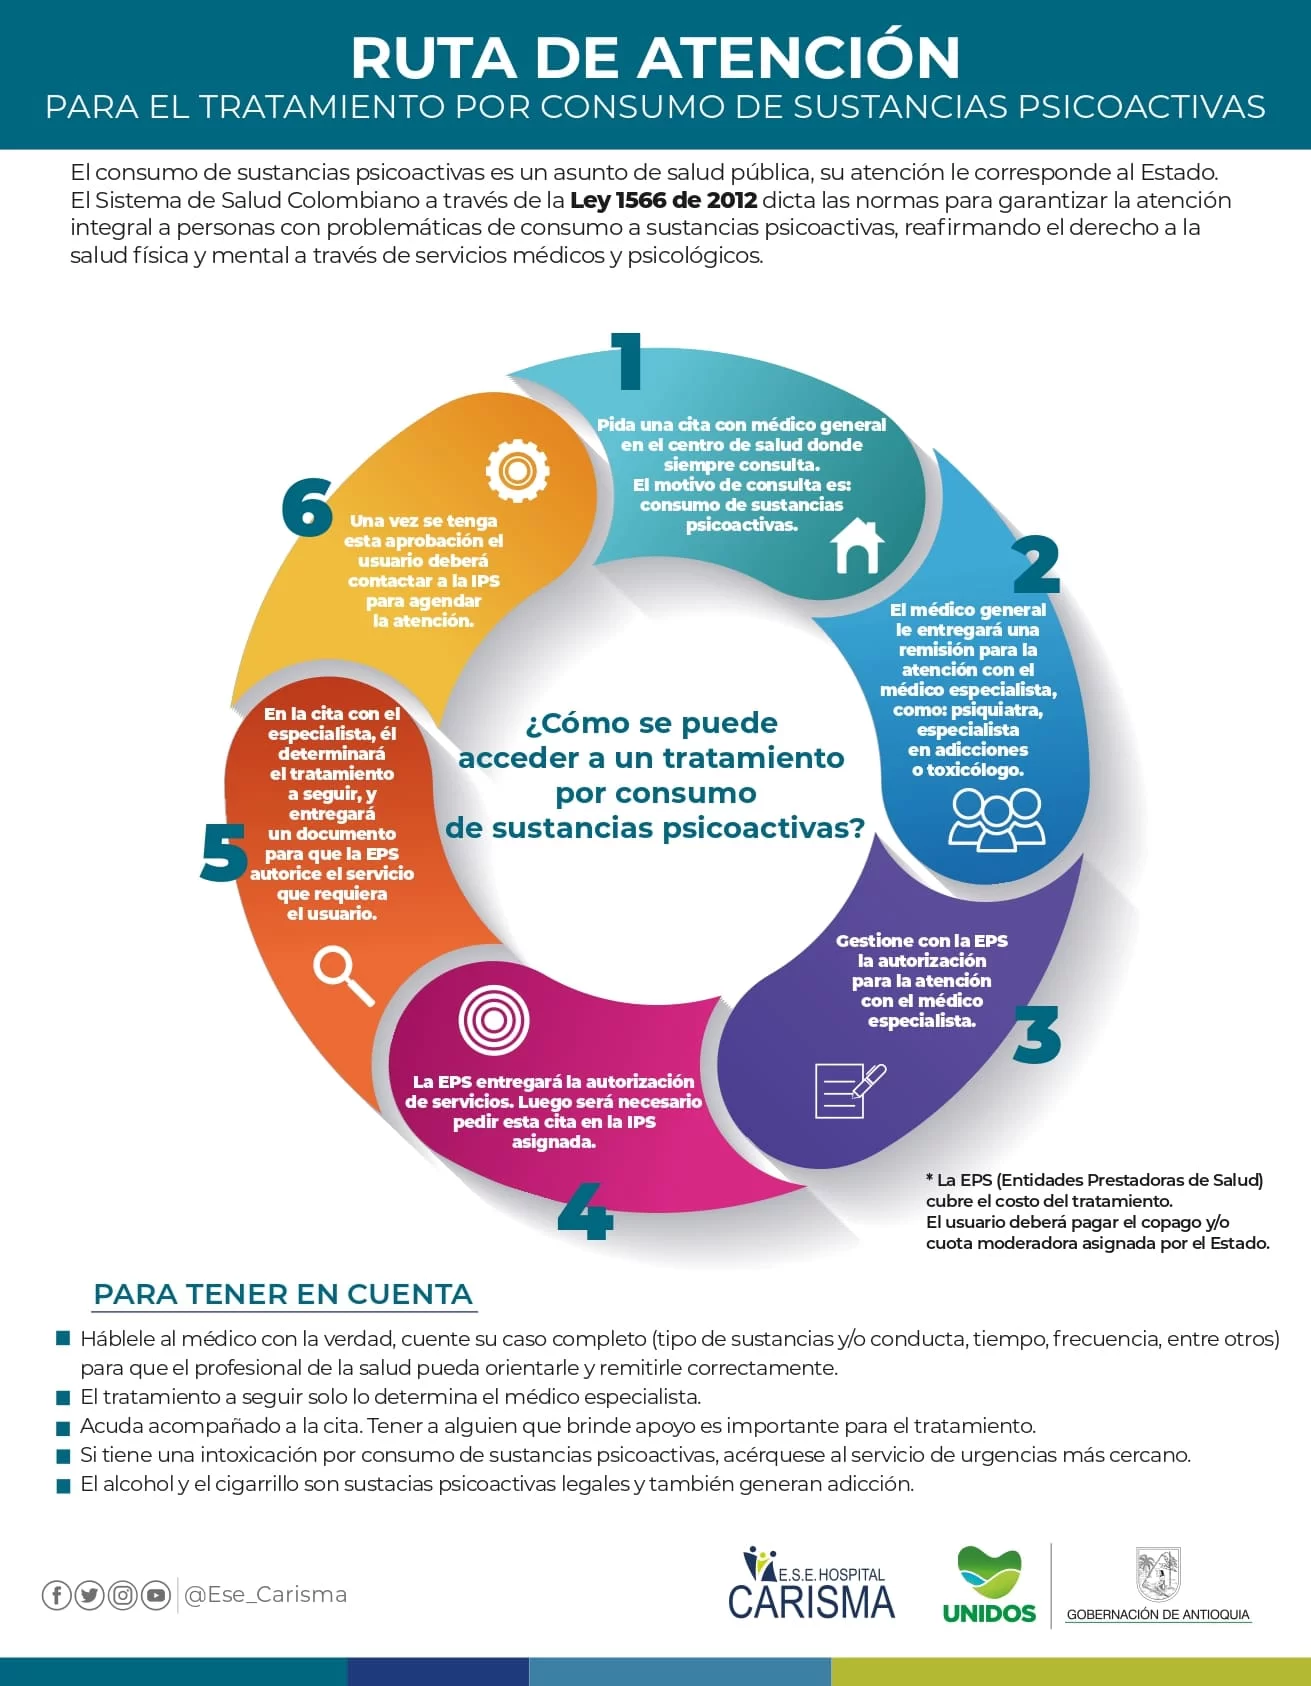 RUTA DE ATENCIÓN
PARA EL TRATAMIENTO POR CONSUMO DE SUSTANCIAS PSICOACTIVAS
El consumo de sustancias psicoactivas es un asunto de salud pública, su atención le corresponde al Estado.
El Sistema de Salud Colombiano a través de la Ley 1566 de 2012 dicta las normas para garantizar la atención
integral a personas con problemáticas de consumo a sustancias psicoactivas, reafirmando el derecho a la
salud física y mental a través de servicios médicos y psicológicos.
¿Cómo se puede
acceder a un tratamiento
por consumo
de sustancias psicoactivas?
1
Pida una cita con médico general
en el centro de salud donde
siempre consulta.
El motivo de consulta es:
consumo de sustancias
psicoactivas.
2
El médico general
le entregará una
remisión para la
atención con el
médico especialista,
como: psiquiatra,
especialista
en adicciones
o toxicólogo.
3
Gestione con la EPS
la autorización
para la atención
con el médico
especialista.
4
La EPS entregará la autorización
de servicios. Luego será necesario
pedir esta cita en la IPS
asignada.
5
En la cita con el
especialista, él
determinará
el tratamiento
a seguir, y
entregará
un documento
para que la EPS
autorice el servicio
que requiera
el usuario.
6
Una vez se tenga
esta aprobación el
usuario deberá
contactar a la IPS
para agendar
la atención.
* La EPS (Entidades Prestadoras de Salud)
cubre el costo del tratamiento.
El usuario deberá pagar el copago y/o
cuota moderadora asignada por el Estado.
PARA TENER EN CUENTA
Háblele al médico con la verdad, cuente su caso completo (tipo de sustancias y/o conducta, tiempo, frecuencia, entre otros)
para que el profesional de la salud pueda orientarle y remitirle correctamente.
El tratamiento a seguir solo lo determina el médico especialista.
Acuda acompañado a la cita. Tener a alguien que brinde apoyo es importante para el tratamiento.
Si tiene una intoxicación por consumo de sustancias psicoactivas, acérquese al servicio de urgencias más cercano.
El alcohol y el cigarrillo son sustacias psicoactivas legales y también generan adicción.
@Ese_Carisma
E.S.E. HOSPITAL
CARISMA
UNIDOS
GOBERNACIÓN DE ANTIOQUIA